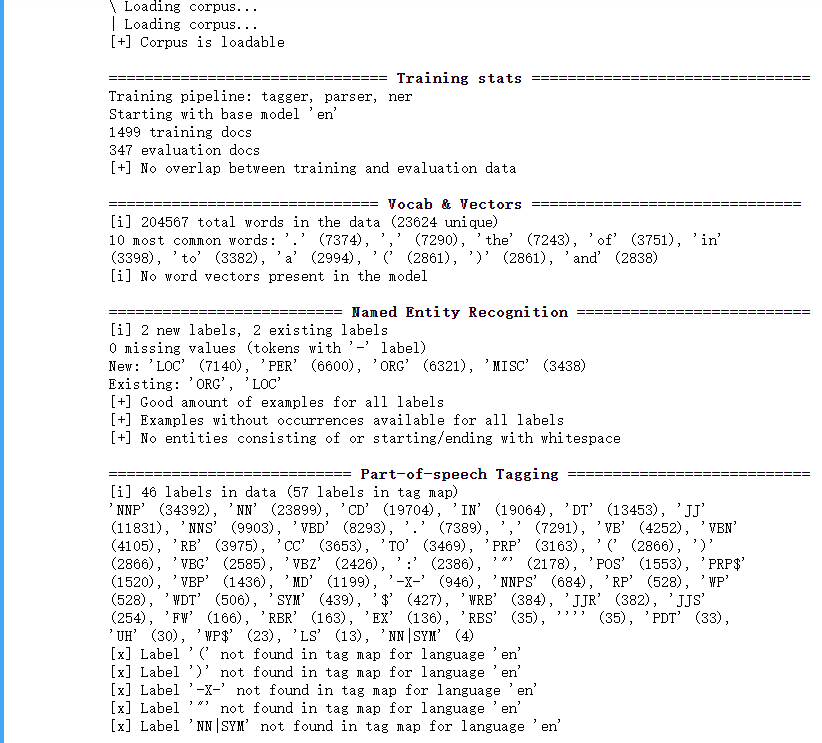 \ Loading corpus...
| Loading corpus...
[+] Corpus is loadable
=============================== Training stats ===============================
Training pipeline: tagger, parser, ner
Starting with base model 'en'
1499 training docs
347 evaluation docs
[+] No overlap between training and evaluation data
============================== Vocab & Vectors ==============================
[i] 204567 total words in the data (23624 unique)
10 most common words: '.' (7374), ',' (7290), 'the' (7243), 'of' (3751), 'in'
(3398), 'to' (3382), 'a' (2994), '(' (2861), ')' (2861), 'and' (2838)
[i] No word vectors present in the model
========================== Named Entity Recognition ==========================
[i] 2 new labels, 2 existing labels
0 missing values (tokens with '-' label)
New: 'LOC' (7140), 'PER' (6600), 'ORG' (6321), 'MISC' (3438)
Existing: 'ORG', 'LOC'
[+] Good amount of examples for all labels
[+] Examples without occurrences available for all labels
[+] No entities consisting of or starting/ending with whitespace
=========================== Part-of-speech Tagging ===========================
[i] 46 labels in data (57 labels in tag map)
'NNP' (34392), 'NN' (23899), 'CD' (19704), 'IN' (19064), 'DT' (13453), 'JJ'
(11831), 'NNS' (9903), 'VBD' (8293), '.' (7389), ',' (7291), 'VB' (4252), 'VBN'
(4105), 'RB' (3975), 'CC' (3653), 'TO' (3469), 'PRP' (3163), '(' (2866), ')'
(2866), 'VBG' (2585), 'VBZ' (2426), ':' (2386), '"' (2178), 'POS' (1553), 'PRP$'
(1520), 'VBP' (1436), 'MD' (1199), '-X-' (946), 'NNPS' (684), 'RP' (528), 'WP'
(528), 'WDT' (506), 'SYM' (439), '$' (427), 'WRB' (384), 'JJR' (382), 'JJS'
(254), 'FW' (166), 'RBR' (163), 'EX' (136), 'RBS' (35), '''' (35), 'PDT' (33),
'UH' (30), 'WP$' (23), 'LS' (13), 'NN|SYM' (4)
[x] Label '(' not found in tag map for language 'en'
[x] Label ')' not found in tag map for language 'en'
[x] Label '-X-' not found in tag map for language 'en'
[x] Label '"' not found in tag map for language 'en'
[x] Label 'NN|SYM' not found in tag map for language 'en'